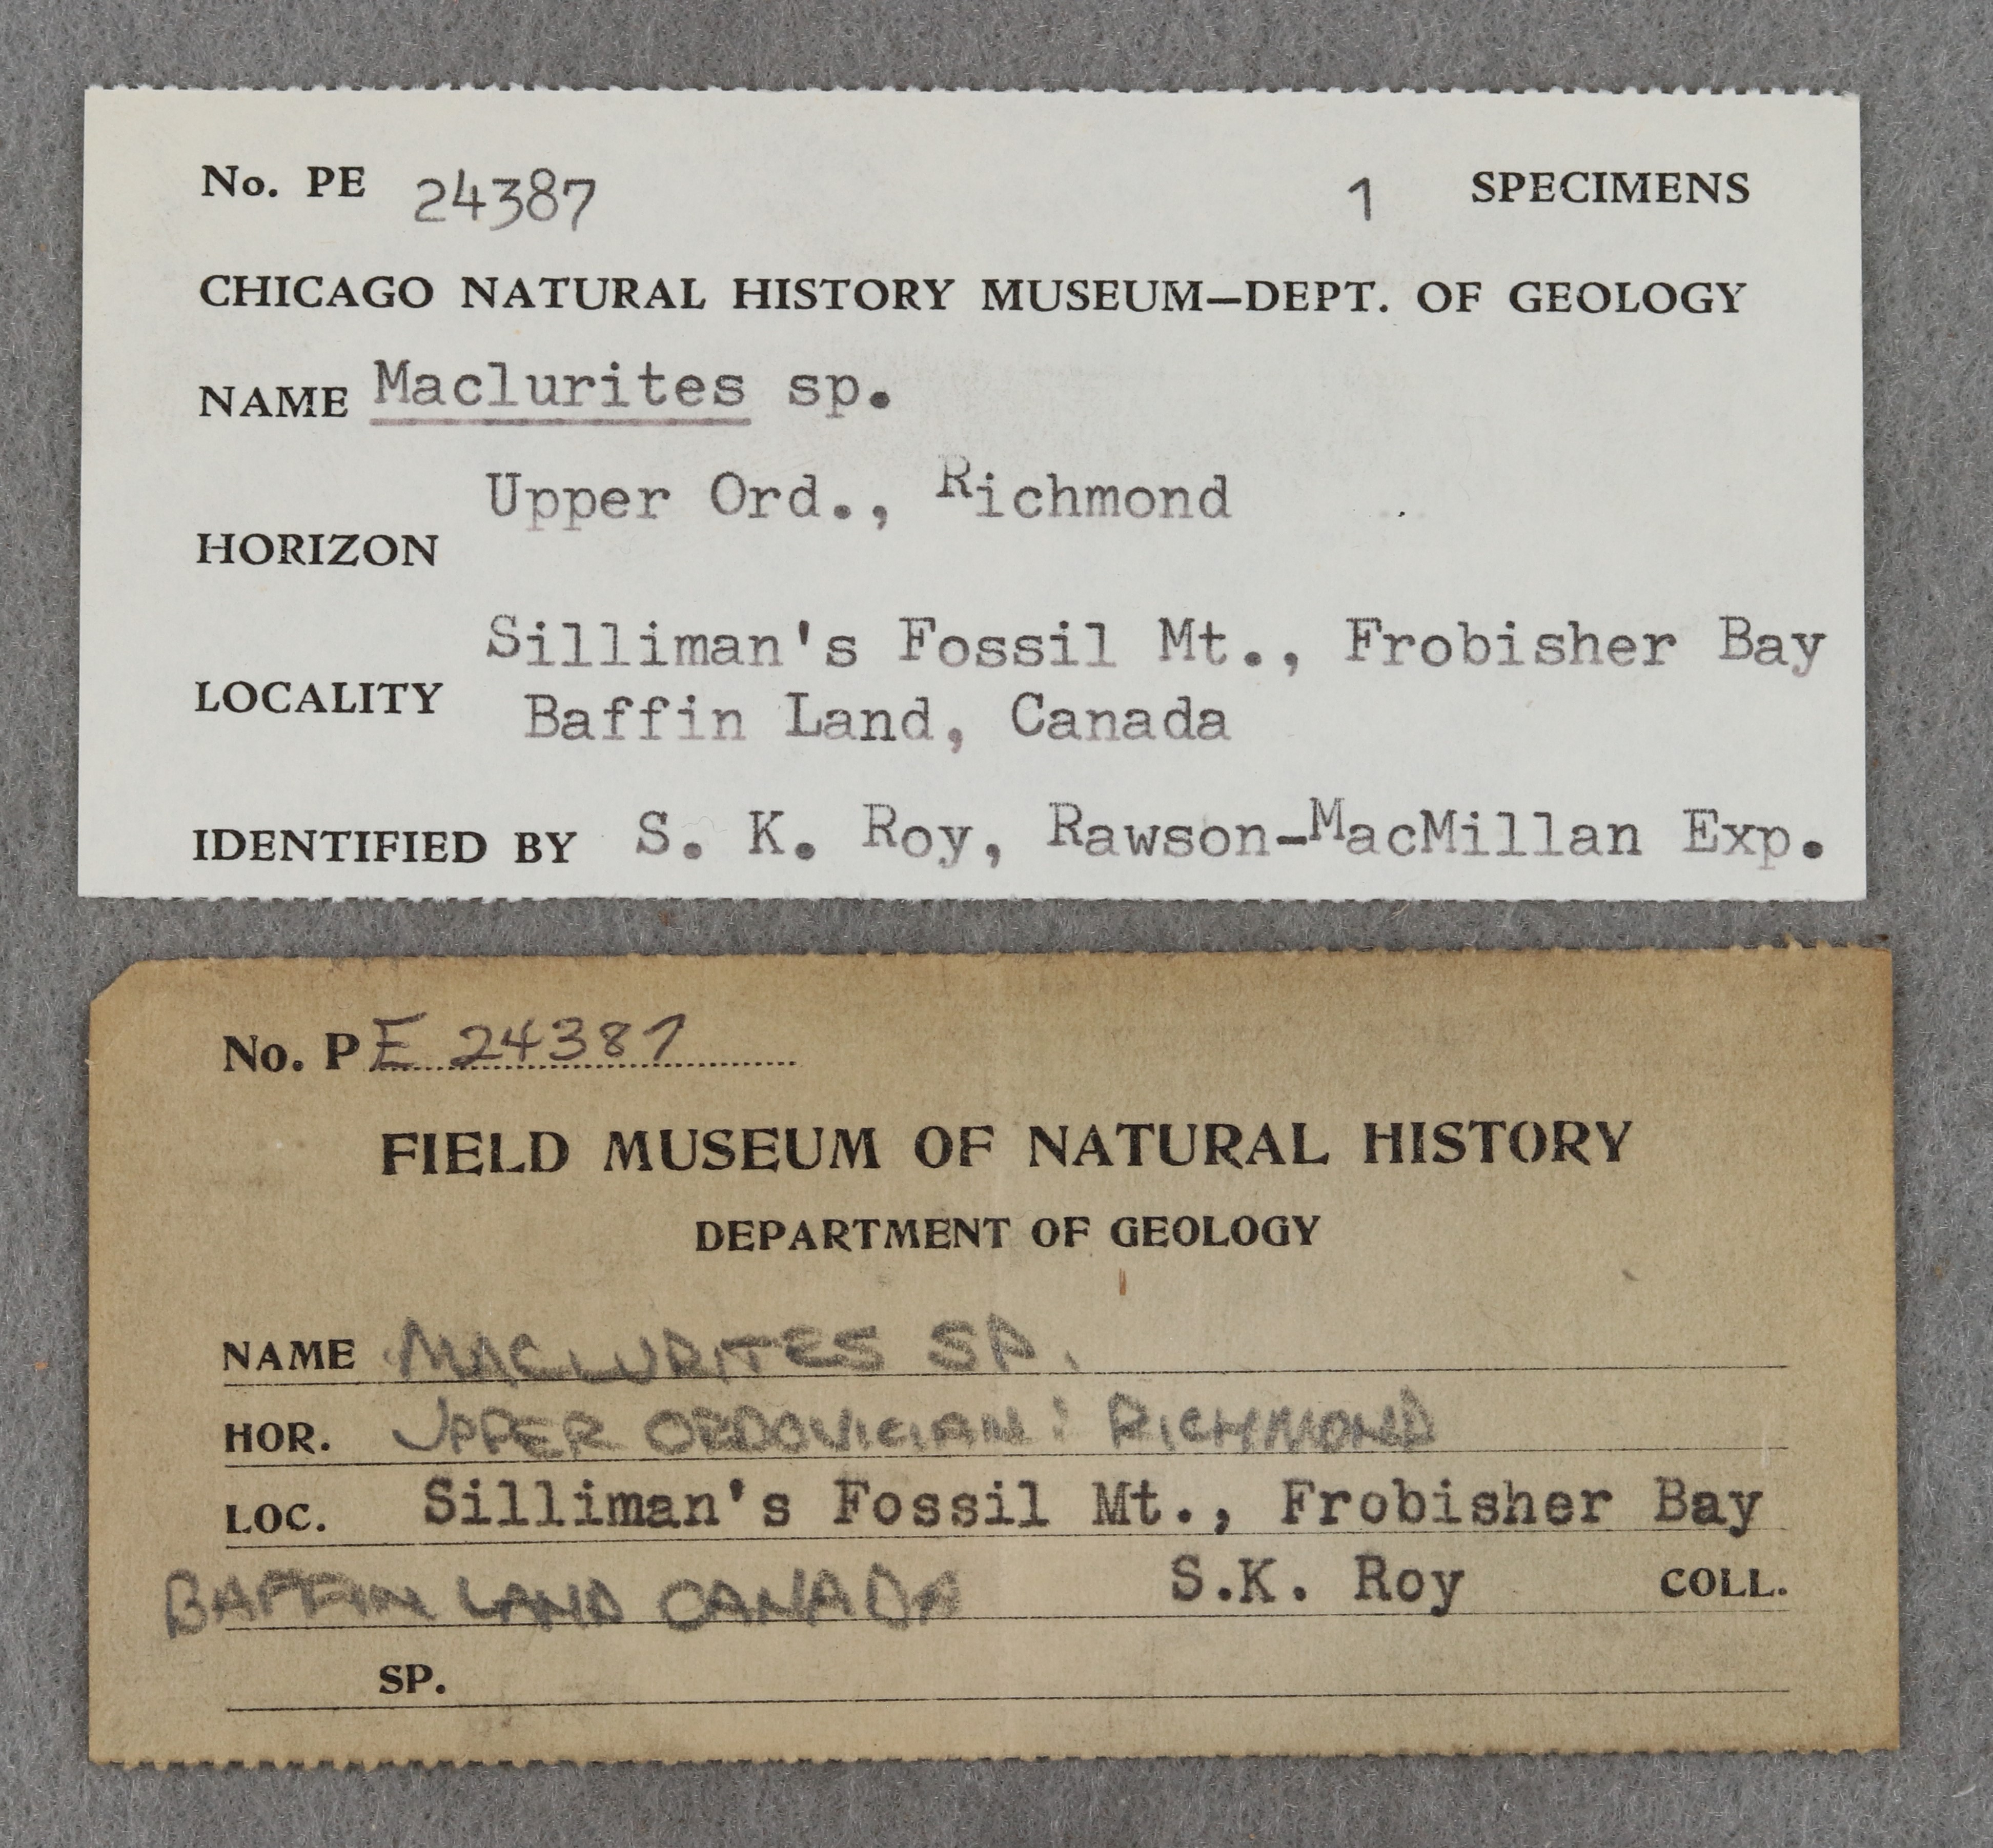 No. PE 24387 1 SPECIMENS
CHICAGO NATURAL HISTORY MUSEUM—DEPT. OF GEOLOGY
NAME Maclurites sp.
Upper Ord., Richmond
HORIZON
Silliman's Fossil Mt., Frobisher Bay
LOCALITY
Baffin Land, Canada
IDENTIFIED BY S. K. Roy, Rawson-MacMillan Exp.
No. PE 24387
FIELD MUSEUM OF NATURAL HISTORY
DEPARTMENT OF GEOLOGY
NAME MACLURITES SP.
HOR. UPPER ORDOVICIAN: RICHMOND
LOC. Silliman's Fossil Mt., Frobisher Bay
BAFFIN LAND CANADA S.K. Roy COLL.
SP.